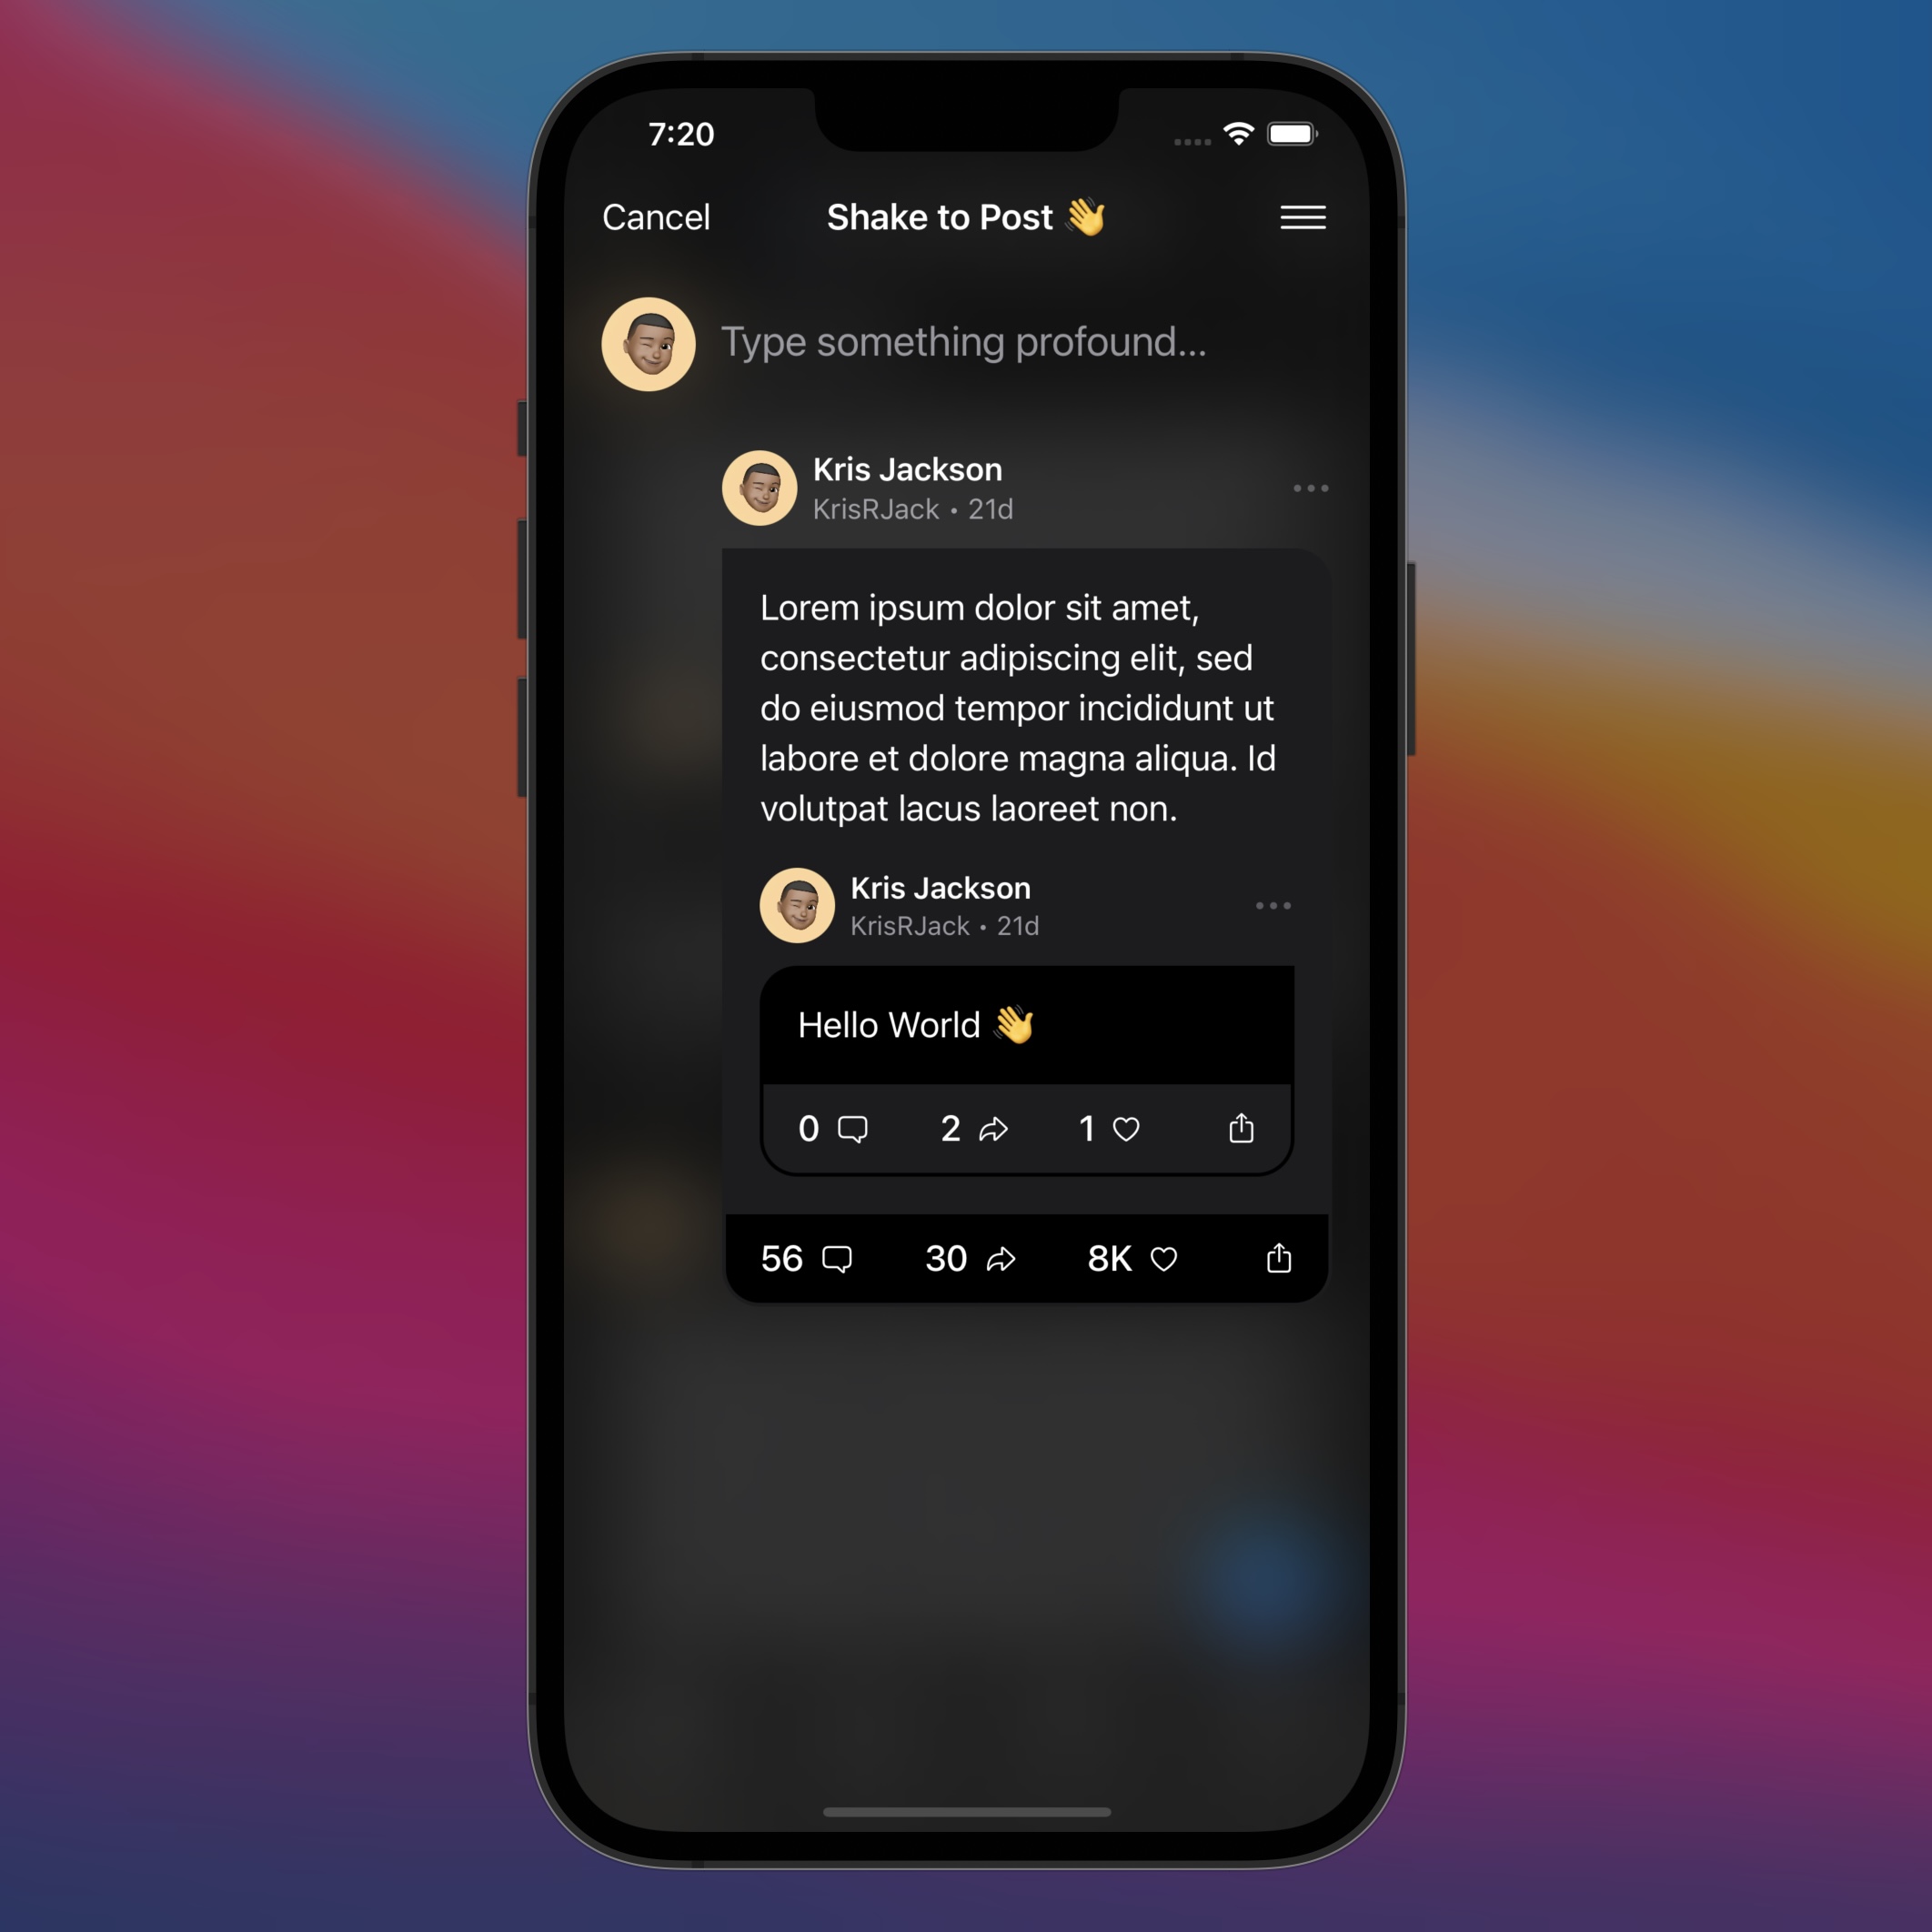 7:20
Cancel
Shake to Post 👋
Type something profound...
Kris Jackson
KrisRJack • 21d
Lorem ipsum dolor sit amet,
consectetur adipiscing elit, sed
do eiusmod tempor incididunt ut
labore et dolore magna aliqua. Id
volutpat lacus laoreet non.
Kris Jackson
KrisRJack • 21d
Hello World 👋
0 2 1
56 30 8K